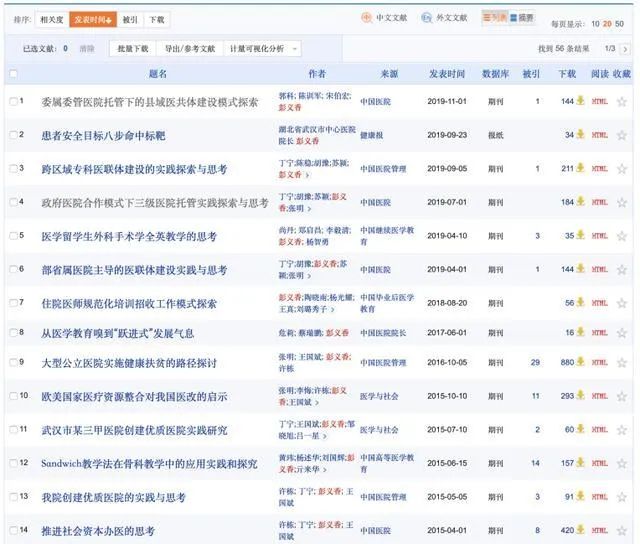 排序: 相关度 发表时间 被引 下载 中文文献 外文文献 列表 摘要 每页显示: 10 20 50
已选文献: 0 清除 批量下载 导出/参考文献 计量可视化分析 找到 56 条结果 1/3
题名 作者 来源 发表时间 数据库 被引 下载 阅读 收藏
1 委属委管医院托管下的县域医共体建设模式探索 郭科; 陈训军; 宋伯宏; 中国医院 2019-11-01 期刊 1 144 HTML
彭义香
2 患者安全目标八步命中标靶 湖北省武汉市中心医院 健康报 2019-09-23 报纸 34 HTML
院长 彭义香
3 跨区域专科医联体建设的实践探索与思考 丁宁;陈稳;胡豫;苏颖; 中国医院管理 2019-09-05 期刊 1 211 HTML
彭义香 >
4 政府医院合作模式下三级医院托管实践探索与思考 丁宁; 胡豫; 苏颖;彭义 中国医院 2019-07-01 期刊 184 HTML
香;张明 >
5 医学留学生外科手术学全英教学的思考 尚丹; 郑启昌; 李毅清; 中国继续医学教 2019-04-10 期刊 3 35 HTML
彭义香; 杨智勇 育
6 部省属医院主导的医联体建设实践与思考 丁宁;胡豫;彭义香;苏 中国医院 2019-04-01 期刊 1 144 HTML
颖;张明 >
7 住院医师规范化培训招收工作模式探索 彭义香;陶晓雨;杨光耀; 中国毕业后医学 2018-08-20 期刊 56 HTML
王真;刘璐秀子 > 教育
8 从医学教育嗅到“跃进式”发展气息 危莉; 蔡瑞鹏; 彭义香 中国医院院长 2017-06-01 期刊 16 HTML
9 大型公立医院实施健康扶贫的路径探讨 张明; 王国斌; 彭义香; 中国医院管理 2016-10-05 期刊 29 880 HTML
许栋
10 欧美国家医疗资源整合对我国医改的启示 张明;李梅;许栋;彭义 医学与社会 2015-10-10 期刊 11 293 HTML
香;王国斌 >
11 武汉市某三甲医院创建优质医院实践研究 丁宁;王国斌;彭义香;邹 医学与社会 2015-07-10 期刊 2 60 HTML
晓旭;吕一星 >
12 Sandwich教学法在骨科教学中的应用实践和探究 黄玮;杨述华;刘国辉;彭 中国高等医学教 2015-06-15 期刊 14 157 HTML
义香;亓来华 > 育
13 我院创建优质医院的实践与思考 许栋; 丁宁; 彭义香; 王 中国医院管理 2015-05-05 期刊 3 91 HTML
国斌
14 推进社会资本办医的思考 许栋; 丁宁; 彭义香; 王 中国医院 2015-04-01 期刊 8 420 HTML
国斌